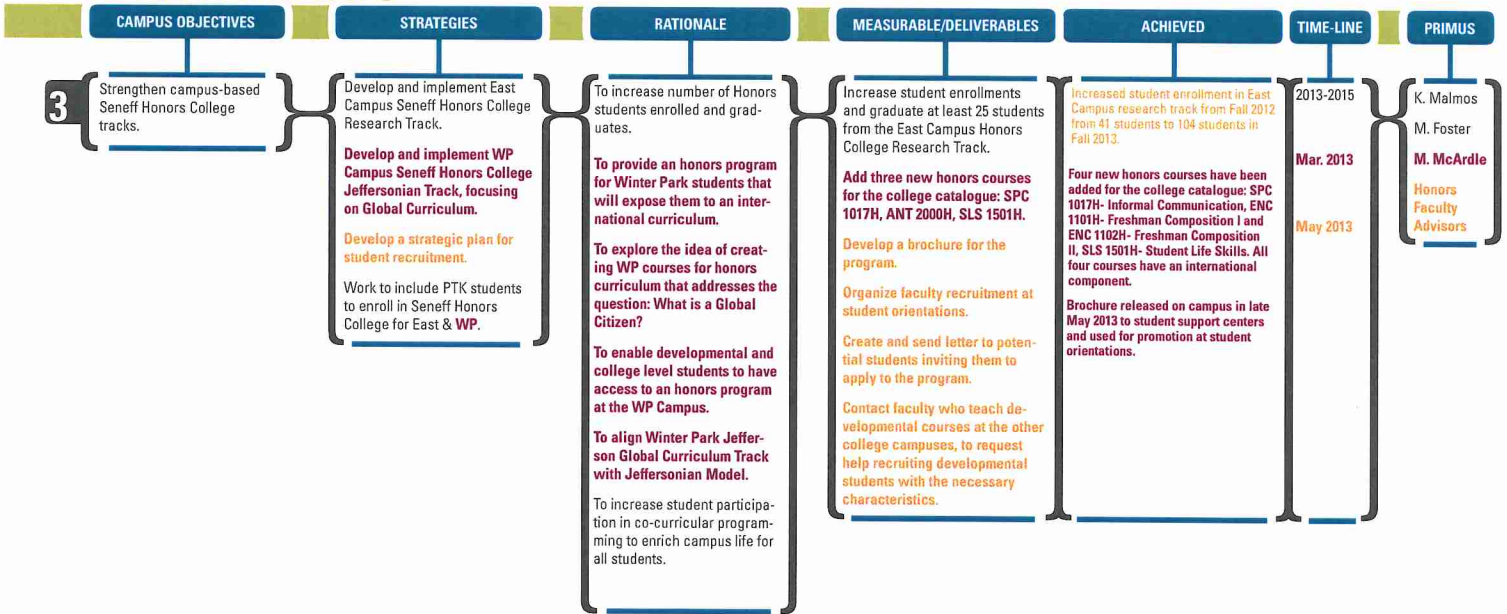 CAMPUS OBJECTIVES
STRATEGIES
RATIONALE
MEASURABLE/DELIVERABLES
ACHIEVED
TIME-LINE
PRIMUS
3
Strengthen campus-based
Seneff Honors College
tracks.
Develop and implement East
Campus Seneff Honors College
Research Track.
Develop and implement WP
Campus Seneff Honors College
Jeffersonian Track, focusing
on Global Curriculum.
Develop a strategic plan for
student recruitment.
Work to include PTK students
to enroll in Seneff Honors
College for East & WP.
To increase number of Honors
students enrolled and grad-
uates.
To provide an honors program
for Winter Park students that
will expose them to an inter-
national curriculum.
To explore the idea of creat-
ing WP courses for honors
curriculum that addresses the
question: What is a Global
Citizen?
To enable developmental and
college level students to have
access to an honors program
at the WP Campus.
To align Winter Park Jeffer-
son Global Curriculum Track
with Jeffersonian Model.
To increase student participa-
tion in co-curricular program-
ming to enrich campus life for
all students.
Increase student enrollments
and graduate at least 25 students
from the East Campus Honors
College Research Track.
Add three new honors courses
for the college catalogue: SPC
1017H, ANT 2000H, SLS 1501H.
Develop a brochure for the
program.
Organize faculty recruitment at
student orientations.
Create and send letter to poten-
tial students inviting them to
apply to the program.
Contact faculty who teach de-
velopmental courses at the other
college campuses, to request
help recruiting developmental
students with the necessary
characteristics.
Increased student enrollment in East
Campus research track from Fall 2012
from 41 students to 104 students in
Fall 2013.
Four new honors courses have been
added for the college catalogue: SPC
1017H- Informal Communication, ENC
1101H- Freshman Composition I and
ENC 1102H- Freshman Composition
II, SLS 1501H- Student Life Skills. All
four courses have an international
component.
Brochure released on campus in late
May 2013 to student support centers
and used for promotion at student
orientations.
2013-2015
Mar. 2013
May 2013
K. Malmos
M. Foster
M. McArdle
Honors
Faculty
Advisors